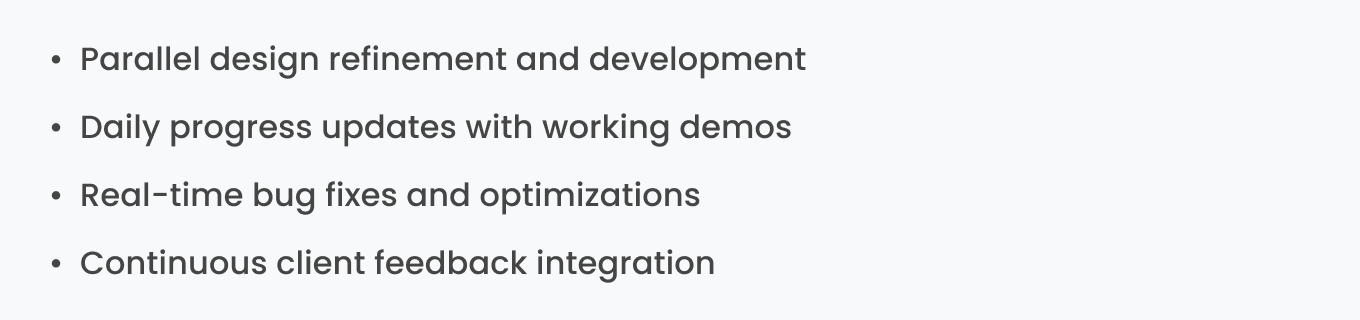 • Parallel design refinement and development
• Daily progress updates with working demos
• Real-time bug fixes and optimizations
• Continuous client feedback integration